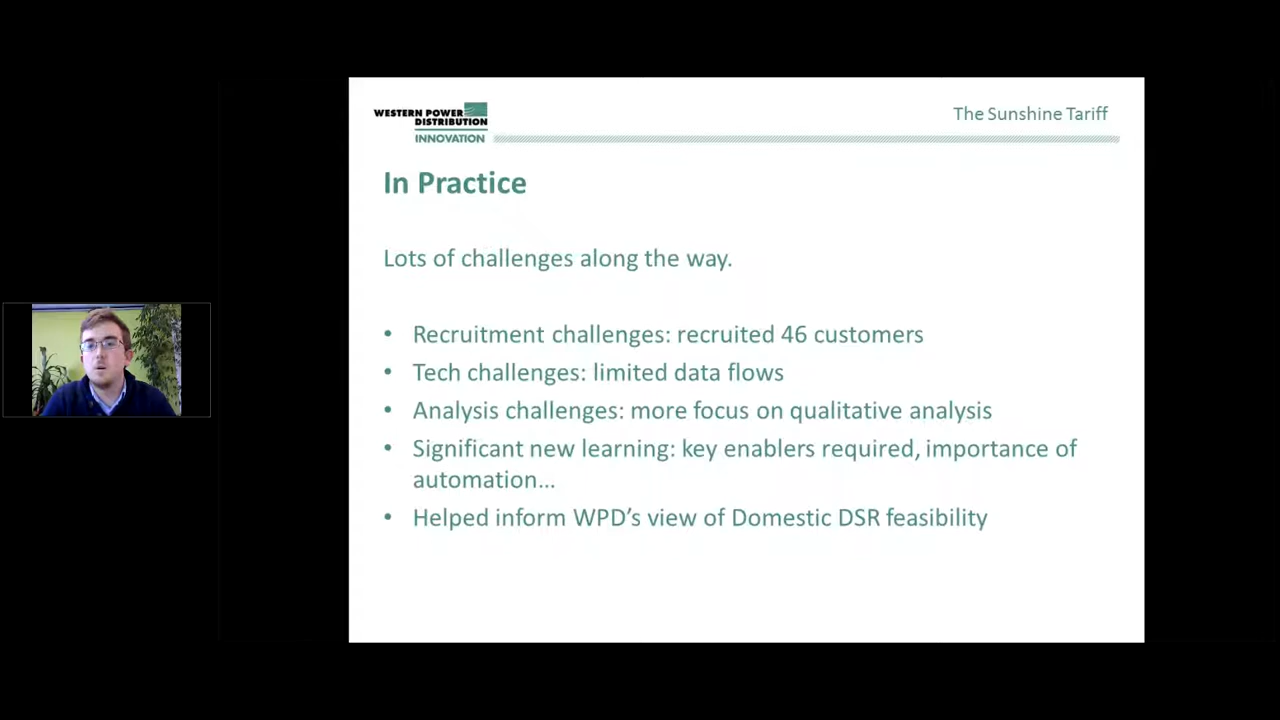 WESTERN POWER
DISTRIBUTION
INNOVATION
The Sunshine Tariff
In Practice
Lots of challenges along the way.
• Recruitment challenges: recruited 46 customers
• Tech challenges: limited data flows
• Analysis challenges: more focus on qualitative analysis
• Significant new learning: key enablers required, importance of
automation…
• Helped inform WPD’s view of Domestic DSR feasibility